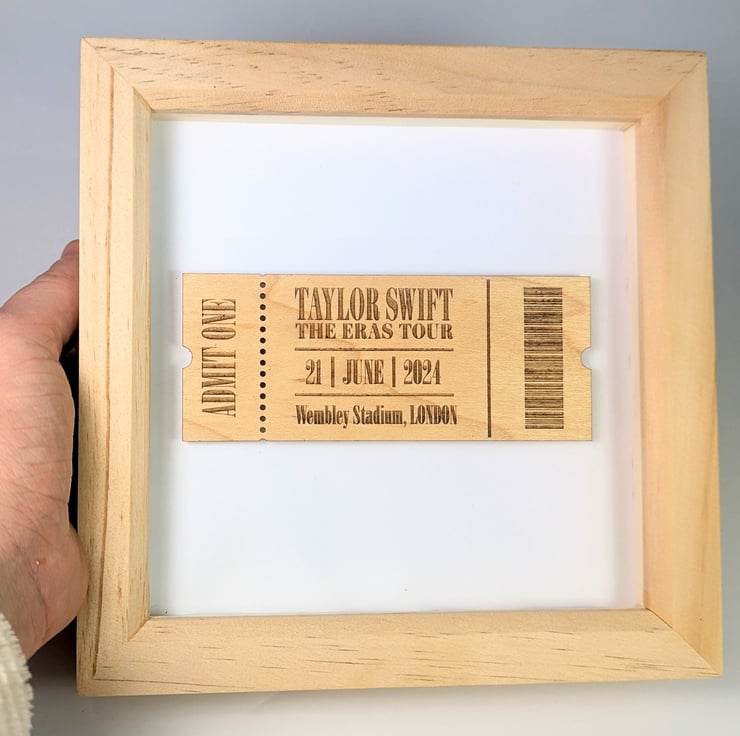 ADMIT ONE
TAYLOR SWIFT
THE ERAS TOUR
21 | JUNE | 2024
Wembley Stadium, LONDON